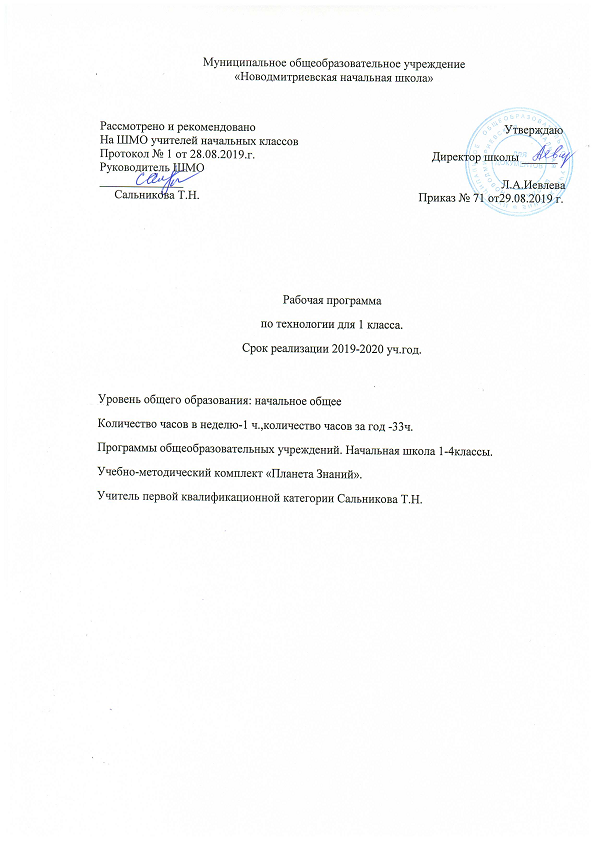 Муниципальное общеобразовательное учреждение
«Новодмитриевская начальная школа»
Рассмотрено и рекомендовано
На ШМО учителей начальных классов
Протокол № 1 от 28.08.2019.г.
Руководитель ШМО
Сальникова Т.Н.
Утверждаю
Директор школы
Л.А.Иевлева
Приказ № 71 от29.08.2019 г.
Рабочая программа
по технологии для 1 класса.
Срок реализации 2019-2020 уч.год.
Уровень общего образования: начальное общее
Количество часов в неделю-1 ч.,количество часов за год -33ч.
Программы общеобразовательных учреждений. Начальная школа 1-4классы.
Учебно-методический комплект «Планета Знаний».
Учитель первой квалификационной категории Сальникова Т.Н.